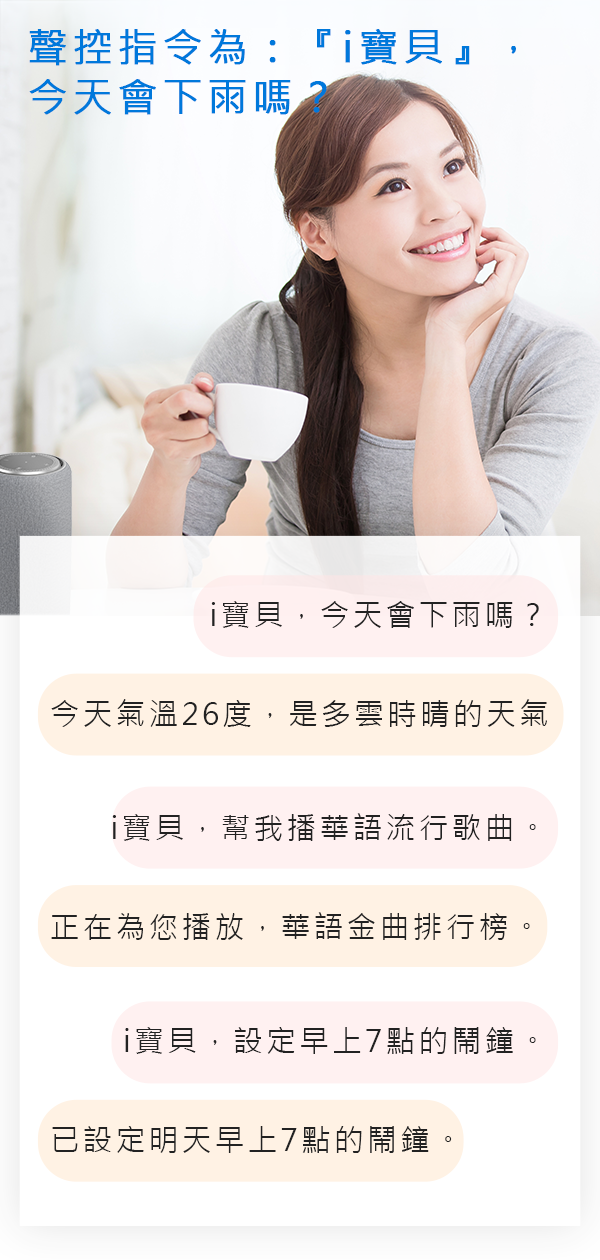 聲控指令為：『i寶貝』，
今天會下雨嗎？
i寶貝，今天會下雨嗎？
今天氣溫26度，是多雲時晴的天氣
i寶貝，幫我播華語流行歌曲。
正在為您播放，華語金曲排行榜。
i寶貝，設定早上7點的鬧鐘。
已設定明天早上7點的鬧鐘。